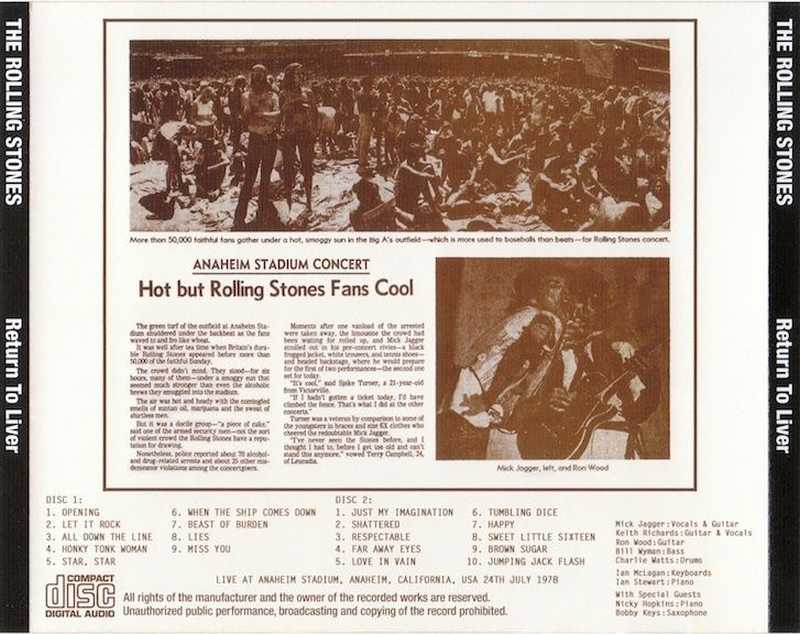 THE ROLLING STONES
Return To Liver
More than 50,000 faithful fans gather under a hot, smoggy sun in the Big A's outfield—which is more used to baseballs than beats—for Rolling Stones concert.
ANAHEIM STADIUM CONCERT
Hot but Rolling Stones Fans Cool
The green turf of the outfield at Anaheim Sta-
dium shuddered under the backbeat as the fans
waved to and fro like wheat.
It was well after tea time when Britain's dura-
ble Rolling Stones appeared before more than
50,000 of the faithful Sunday.
The crowd didn't mind. They stood—for six
hours, many of them—under a smoggy sun that
seemed much stronger than even the alcoholic
brews they smuggled into the stadium.
The air was hot and heady with the comingled
smells of suntan oil, marijuana and the sweat of
shirtless men.
But it was a docile group—"a piece of cake,"
said one of the armed security men—not the sort
of violent crowd the Rolling Stones have a repu-
tation for drawing.
Nonetheless, police reported about 70 alcohol-
and drug-related arrests and about 25 other mis-
demeanor violations among the concertgoers.
Moments after one vanload of the arrested
were taken away, the limousine the crowd had
been waiting for rolled up, and Mick Jagger
strolled out in his pre-concert civies—a black
frogged jacket, white trousers, and tennis shoes—
and headed backstage, where he would prepare
for the first of two performances—the second one
set for today.
"It's cool," said Spike Turner, a 21-year-old
from Victorville.
"If I hadn't gotten a ticket today, I'd have
climbed the fence. That's what I did at the other
concerts."
Turner was a veteran by comparison to some of
the youngsters in braces and size 6X clothes who
cheered the redoubtable Mick Jagger.
"I've never seen the Stones before, and I
thought I had to, before I get too old and can't
stand this anymore," vowed Terry Campbell, 24,
of Leucadia.
Mick Jagger, left, and Ron Wood
DISC 1:
1. OPENING
2. LET IT ROCK
3. ALL DOWN THE LINE
4. HONKY TONK WOMAN
5. STAR, STAR
6. WHEN THE SHIP COMES DOWN
7. BEAST OF BURDEN
8. LIES
9. MISS YOU
DISC 2:
1. JUST MY IMAGINATION
2. SHATTERED
3. RESPECTABLE
4. FAR AWAY EYES
5. LOVE IN VAIN
6. TUMBLING DICE
7. HAPPY
8. SWEET LITTLE SIXTEEN
9. BROWN SUGAR
10. JUMPING JACK FLASH
Mick Jagger:Vocals & Guitar
Keith Richards:Guitar & Vocals
Ron Wood:Guitar
Bill Wyman:Bass
Charlie Watts:Drums
Ian McLagan:Keyboards
Ian Stewart:Piano
With Special Guests
Nicky Hopkins:Piano
Bobby Keys:Saxophone
LIVE AT ANAHEIM STADIUM, ANAHEIM, CALIFORNIA, USA 24TH JULY 1978
COMPACT
disc
DIGITAL AUDIO
All rights of the manufacturer and the owner of the recorded works are reserved.
Unauthorized public performance, broadcasting and copying of the record prohibited.
THE ROLLING STONES
Return To Liver